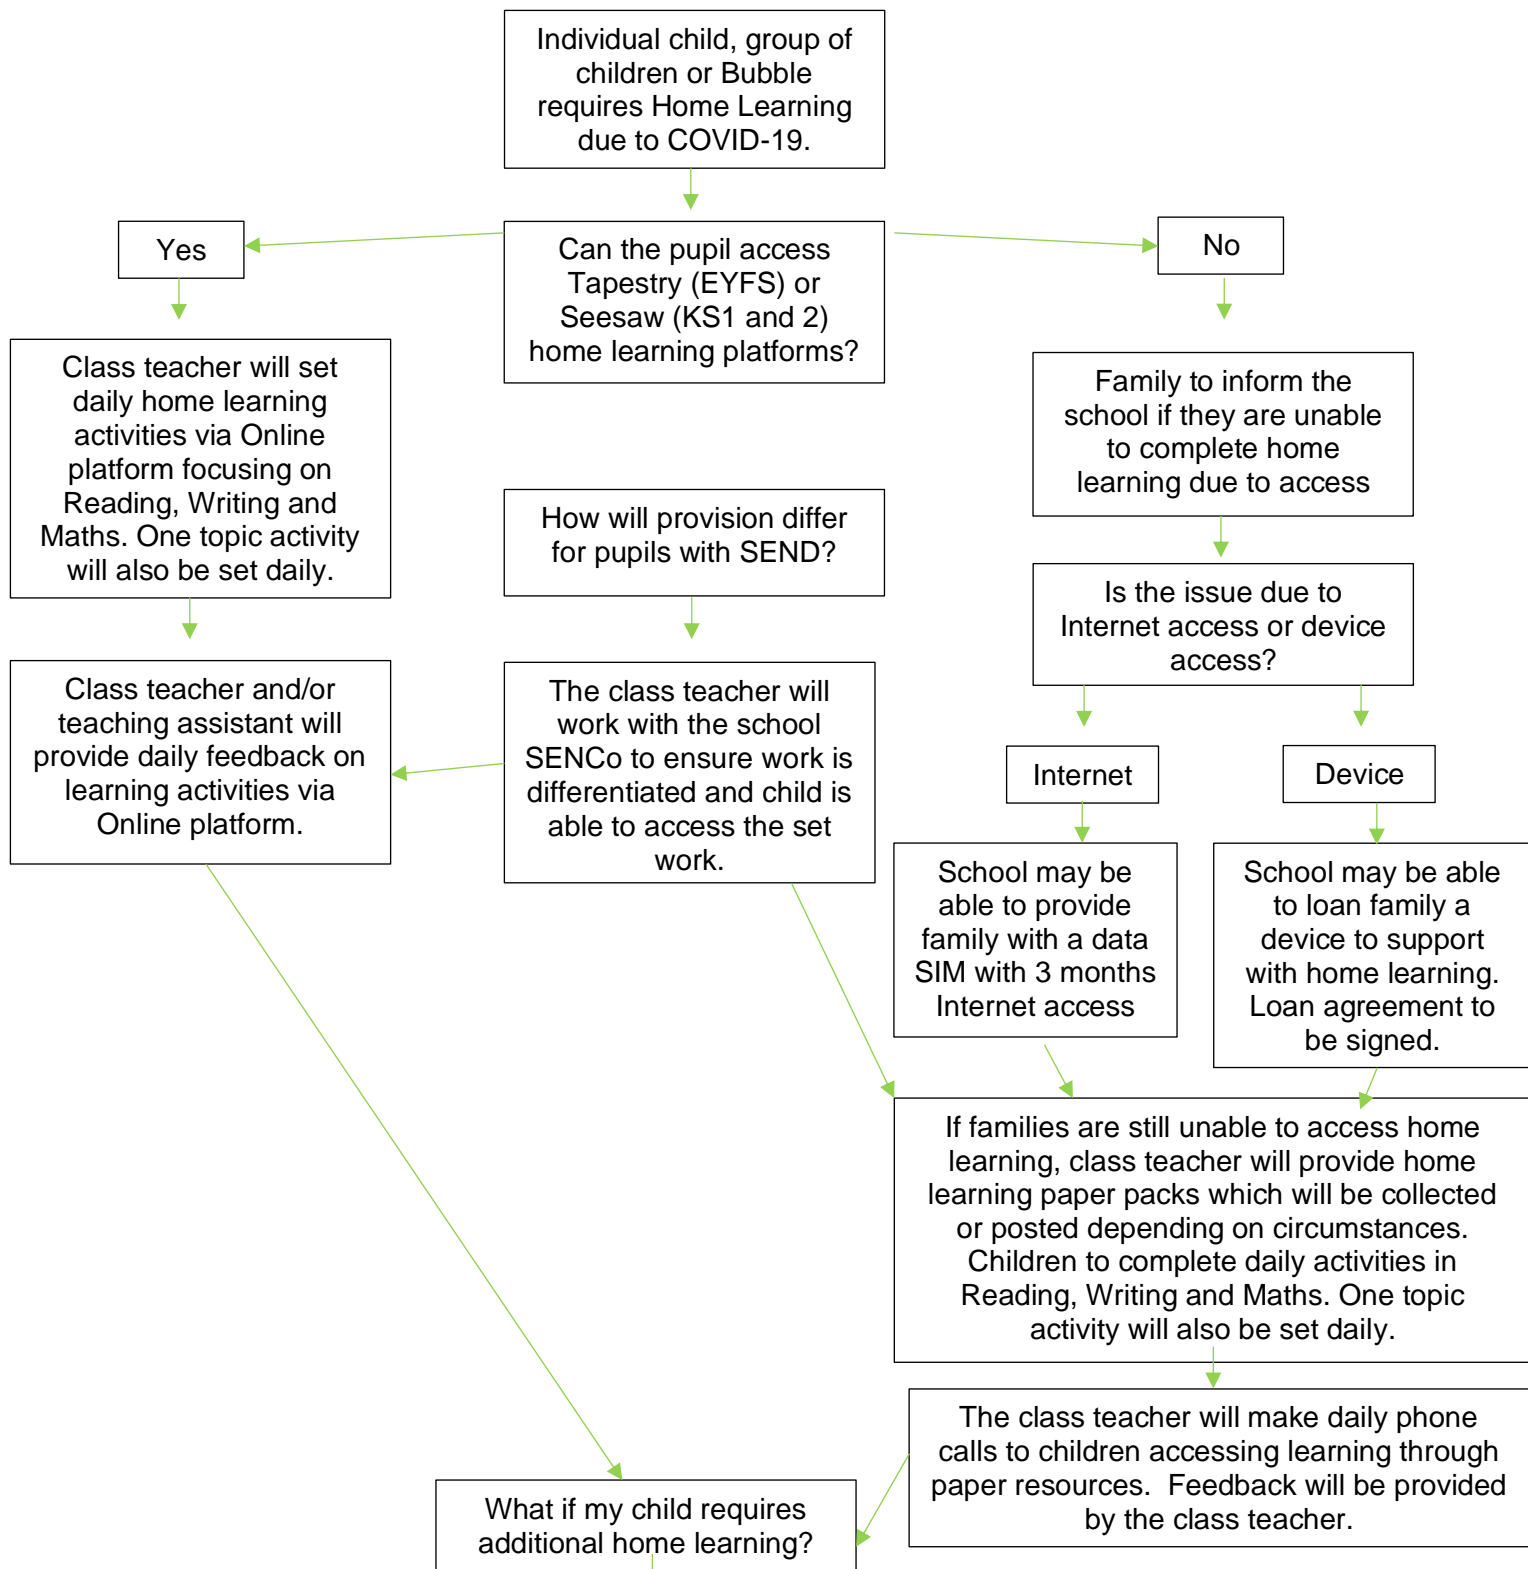 Individual child, group of
children or Bubble
requires Home Learning
due to COVID-19.
Yes
Can the pupil access
Tapestry (EYFS) or
Seesaw (KS1 and 2)
home learning platforms?
No
Class teacher will set
daily home learning
activities via Online
platform focusing on
Reading, Writing and
Maths. One topic activity
will also be set daily.
Family to inform the
school if they are unable
to complete home
learning due to access
How will provision differ
for pupils with SEND?
Is the issue due to
Internet access or device
access?
Class teacher and/or
teaching assistant will
provide daily feedback on
learning activities via
Online platform.
The class teacher will
work with the school
SENCo to ensure work is
differentiated and child is
able to access the set
work.
Internet
Device
School may be
able to provide
family with a data
SIM with 3 months
Internet access
School may be able
to loan family a
device to support
with home learning.
Loan agreement to
be signed.
If families are still unable to access home
learning, class teacher will provide home
learning paper packs which will be collected
or posted depending on circumstances.
Children to complete daily activities in
Reading, Writing and Maths. One topic
activity will also be set daily.
The class teacher will make daily phone
calls to children accessing learning through
paper resources.  Feedback will be provided
by the class teacher.
What if my child requires
additional home learning?